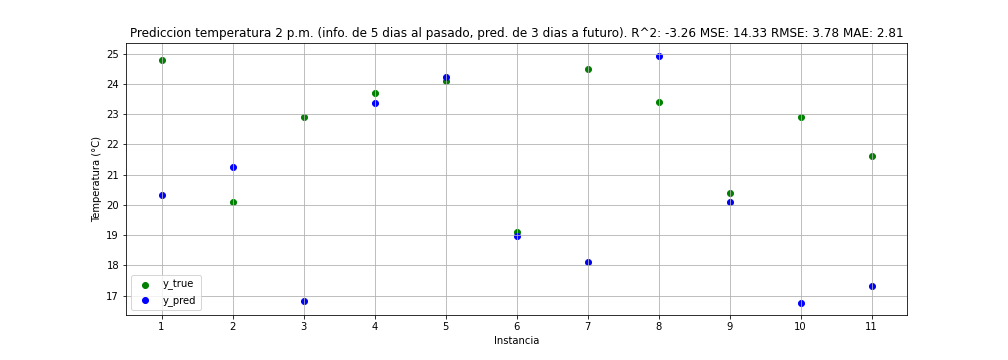 Prediccion temperatura 2 p.m. (info. de 5 dias al pasado, pred. de 3 dias a futuro). R^2: -3.26 MSE: 14.33 RMSE: 3.78 MAE: 2.81
25
24
23
22
21
20
19
18
17
Temperatura (°C)
y_true
y_pred
1 2 3 4 5 6 7 8 9 10 11
Instancia